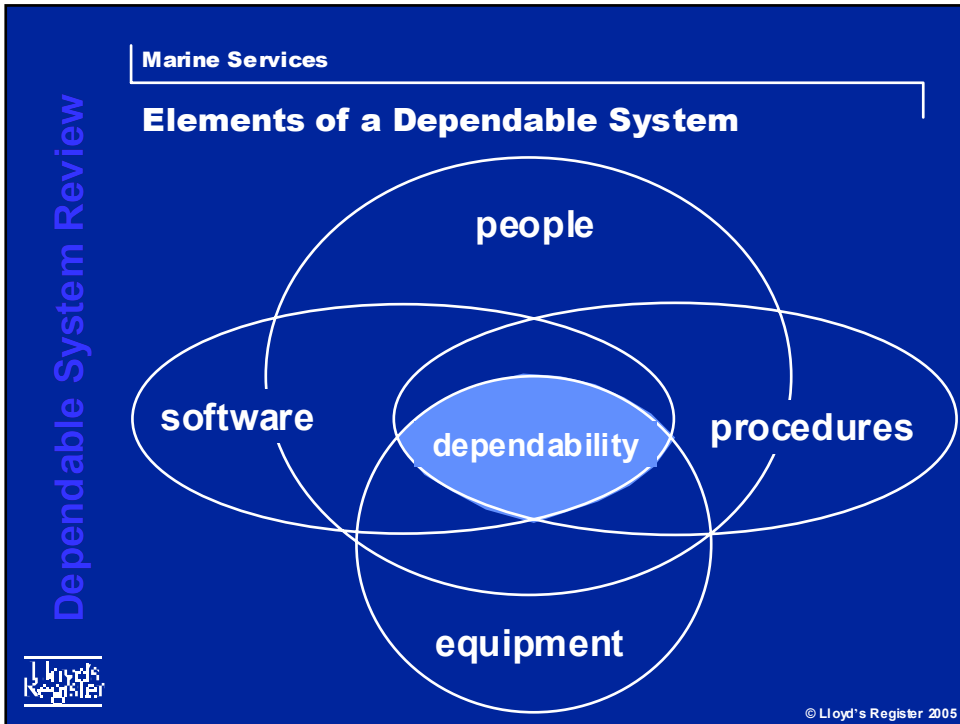 Marine Services
Elements of a Dependable System
Dependable System Review
people
software
procedures
dependability
equipment
Lloyd's
Register
© Lloyd's Register 2005